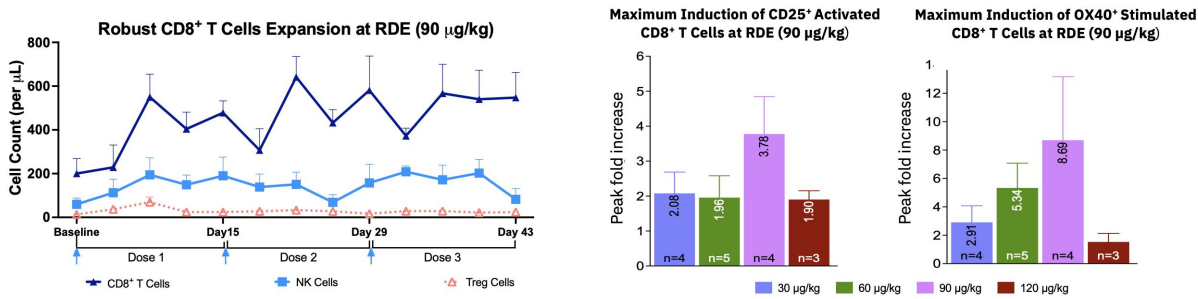 Robust CD8⁺ T Cells Expansion at RDE (90 μg/kg)
Cell Count (per μL)
800
600
400
200
0
Baseline
Day15
Day 29
Day 43
Dose 1
Dose 2
Dose 3
CD8⁺ T Cells
NK Cells
Treg Cells
Maximum Induction of CD25⁺ Activated
CD8⁺ T Cells at RDE (90 μg/kg)
Peak fold increase
6
5
4
3
2
1
0
2.08
1.96
3.78
1.90
n=4
n=5
n=4
n=3
Maximum Induction of OX40⁺ Stimulated
CD8⁺ T Cells at RDE (90 μg/kg)
Peak fold increase
1.
1
8
6
4
2
0
2.91
5.34
8.69
n=4
n=5
n=4
n=3
30 μg/kg
60 μg/kg
90 μg/kg
120 μg/kg